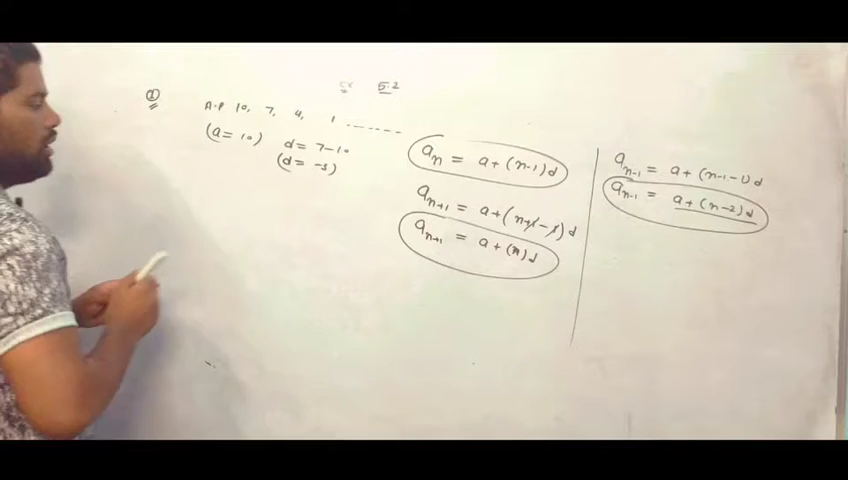 Ex 5.2
① A.P 10, 7, 4, 1 -------
(a = 10) d = 7-10
(d = -3)
aₙ = a + (n-1)d
aₙ₊₁ = a + (n+1-1)d
aₙ₊₁ = a + (n)d
aₙ₋₁ = a + (n-1-1)d
aₙ₋₁ = a + (n-2)d